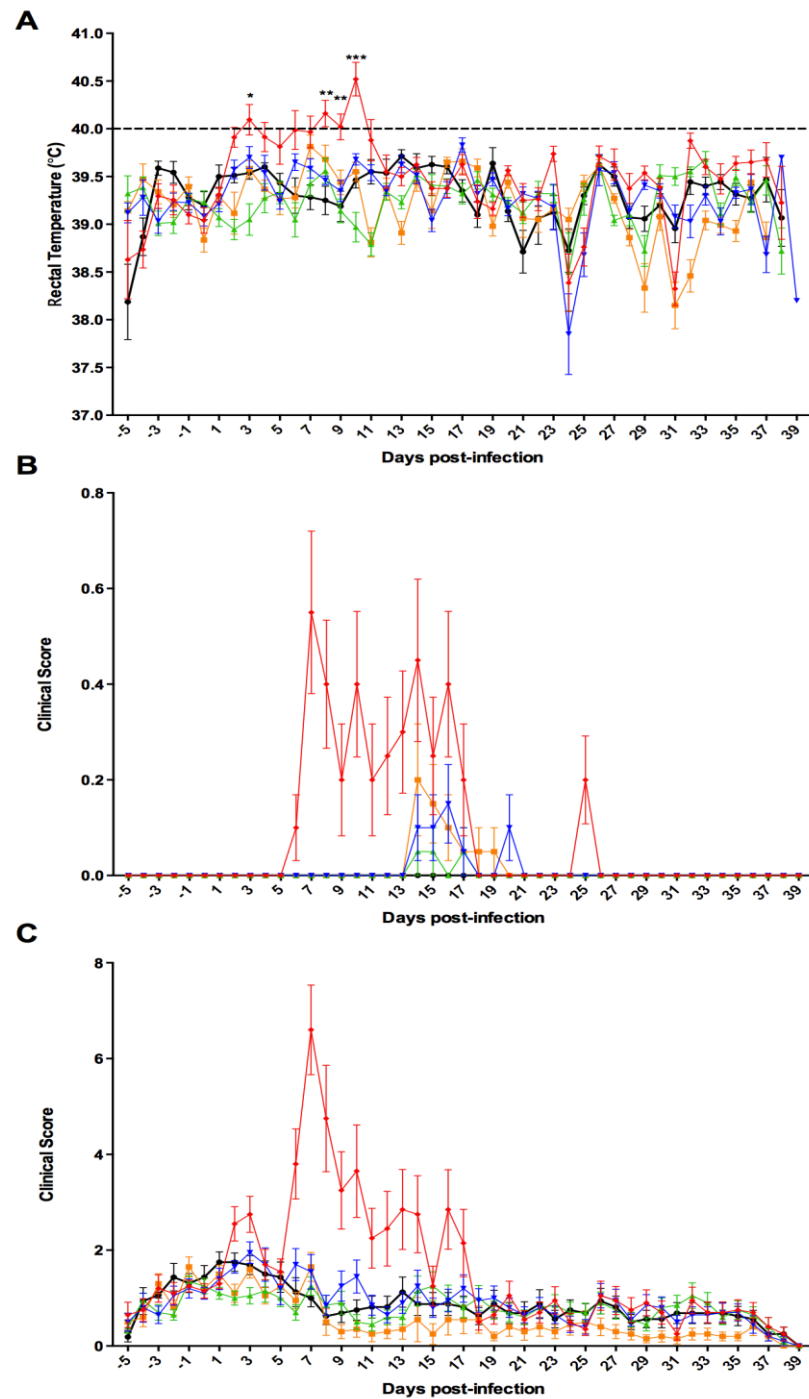 A
***
** **
*
41.0
40.5
40.0
39.5
39.0
38.5
38.0
37.5
37.0
Rectal Temperature (°C)
-5 -3 -1 1 3 5 7 9 11 13 15 17 19 21 23 25 27 29 31 33 35 37 39
Days post-infection
B
0.8
0.6
0.4
0.2
0.0
Clinical Score
-5 -3 -1 1 3 5 7 9 11 13 15 17 19 21 23 25 27 29 31 33 35 37 39
Days post-infection
C
8
6
4
2
0
Clinical Score
-5 -3 -1 1 3 5 7 9 11 13 15 17 19 21 23 25 27 29 31 33 35 37 39
Days post-infection